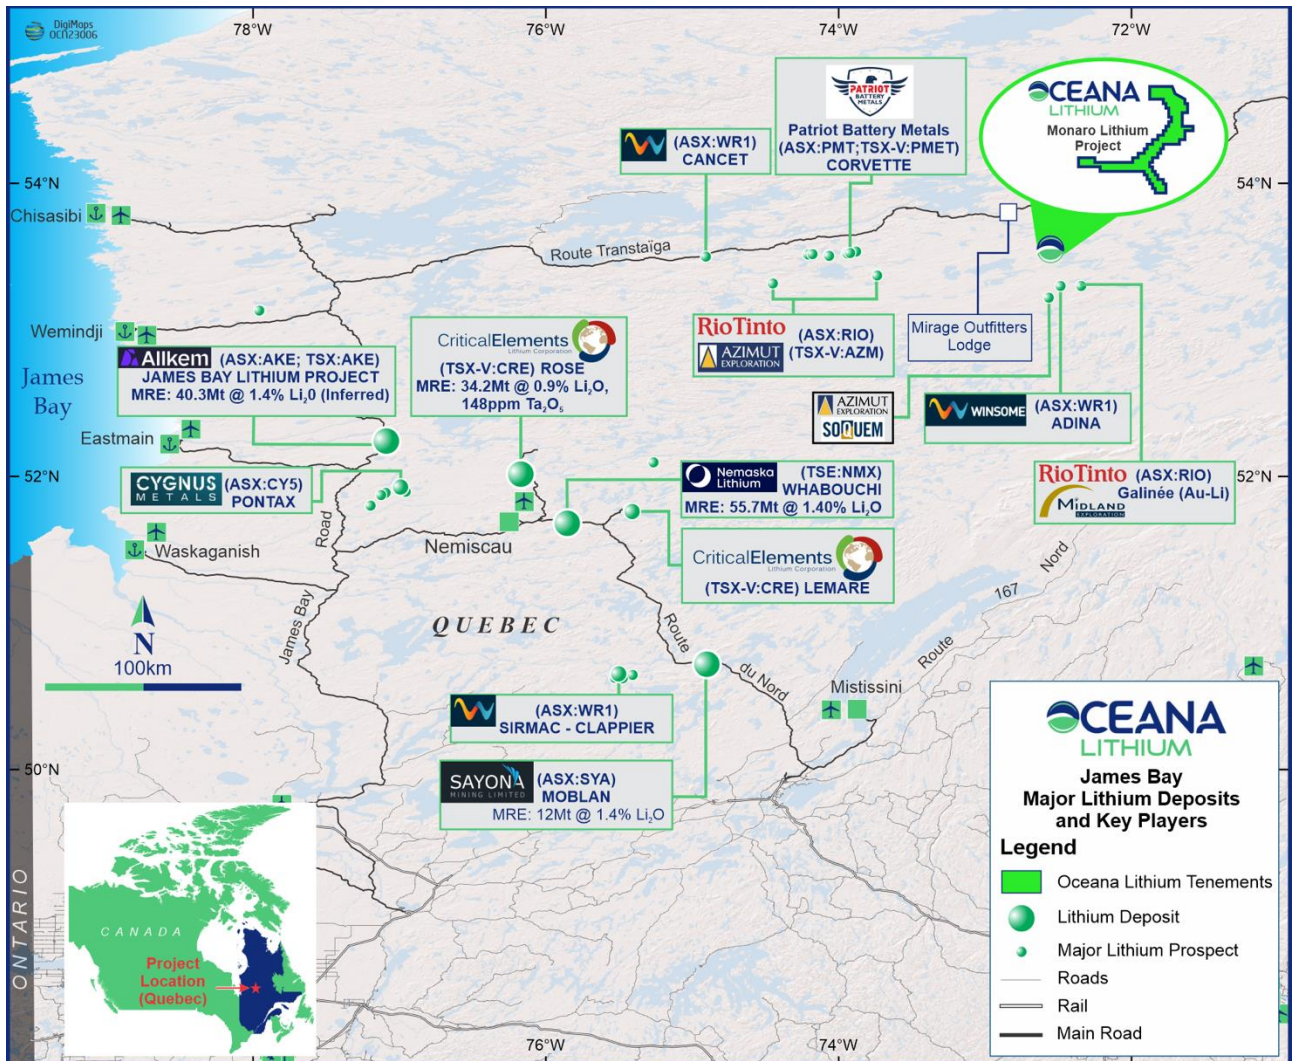 DigiMaps
OCN23006
78°W
76°W
74°W
72°W
PATRIOT
BATTERY
METALS
Patriot Battery Metals
(ASX:PMT;TSX-V:PMET)
CORVETTE
(ASX:WR1)
CANCET
OCEANA
LITHIUM
Monaro Lithium
Project
54°N
54°N
Chisasibi
Route Transtaïga
Wemindji
Allkem
(ASX:AKE; TSX:AKE)
JAMES BAY LITHIUM PROJECT
MRE: 40.3Mt @ 1.4% Li₂0 (Inferred)
CriticalElements
Lithium Corporation
(TSX-V:CRE) ROSE
MRE: 34.2Mt @ 0.9% Li₂O,
148ppm Ta₂O₅
RioTinto
(ASX:RIO)
AZIMUT
EXPLORATION
(TSX-V:AZM)
Mirage Outfitters
Lodge
James
Bay
AZIMUT
EXPLORATION
SOQUEM
WINSOME
(ASX:WR1)
ADINA
Eastmain
52°N
52°N
CYGNUS
METALS
(ASX:CY5)
PONTAX
Nemaska
Lithium
(TSE:NMX)
WHABOUCHI
MRE: 55.7Mt @ 1.40% Li₂O
RioTinto
(ASX:RIO)
Galinée (Au-Li)
MIDLAND
EXPLORATION
Waskaganish
Road
James Bay
Nemiscau
CriticalElements
Lithium Corporation
(TSX-V:CRE) LEMARE
Route
167
Nord
N
100km
QUEBEC
Route
du Nord
Mistissini
(ASX:WR1)
SIRMAC - CLAPPIER
SAYONA
MINING LIMITED
(ASX:SYA)
MOBLAN
MRE: 12Mt @ 1.4% Li₂O
50°N
ONTARIO
CANADA
Project
Location
(Quebec)
OCEANA
LITHIUM
James Bay
Major Lithium Deposits
and Key Players
Legend
Oceana Lithium Tenements
Lithium Deposit
Major Lithium Prospect
Roads
Rail
Main Road
76°W
74°W